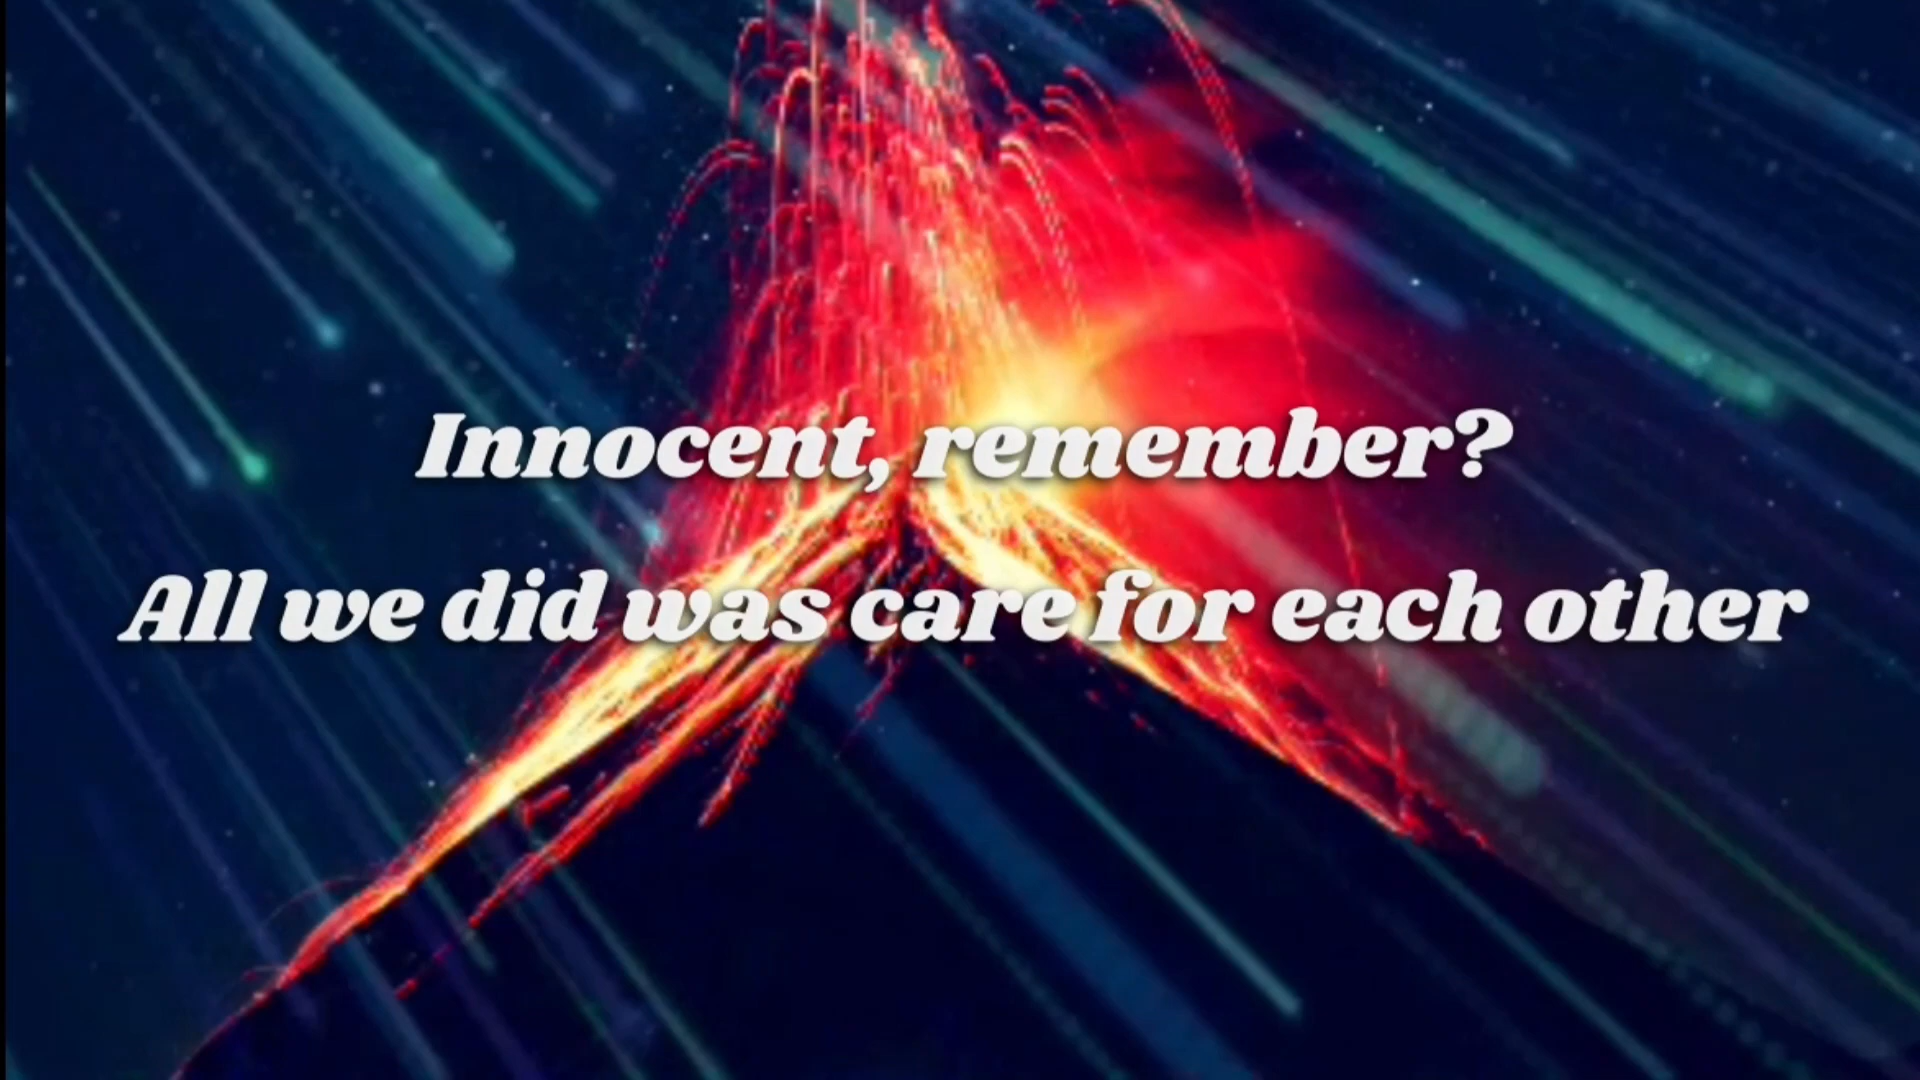 Innocent, remember?
All we did was care for each other